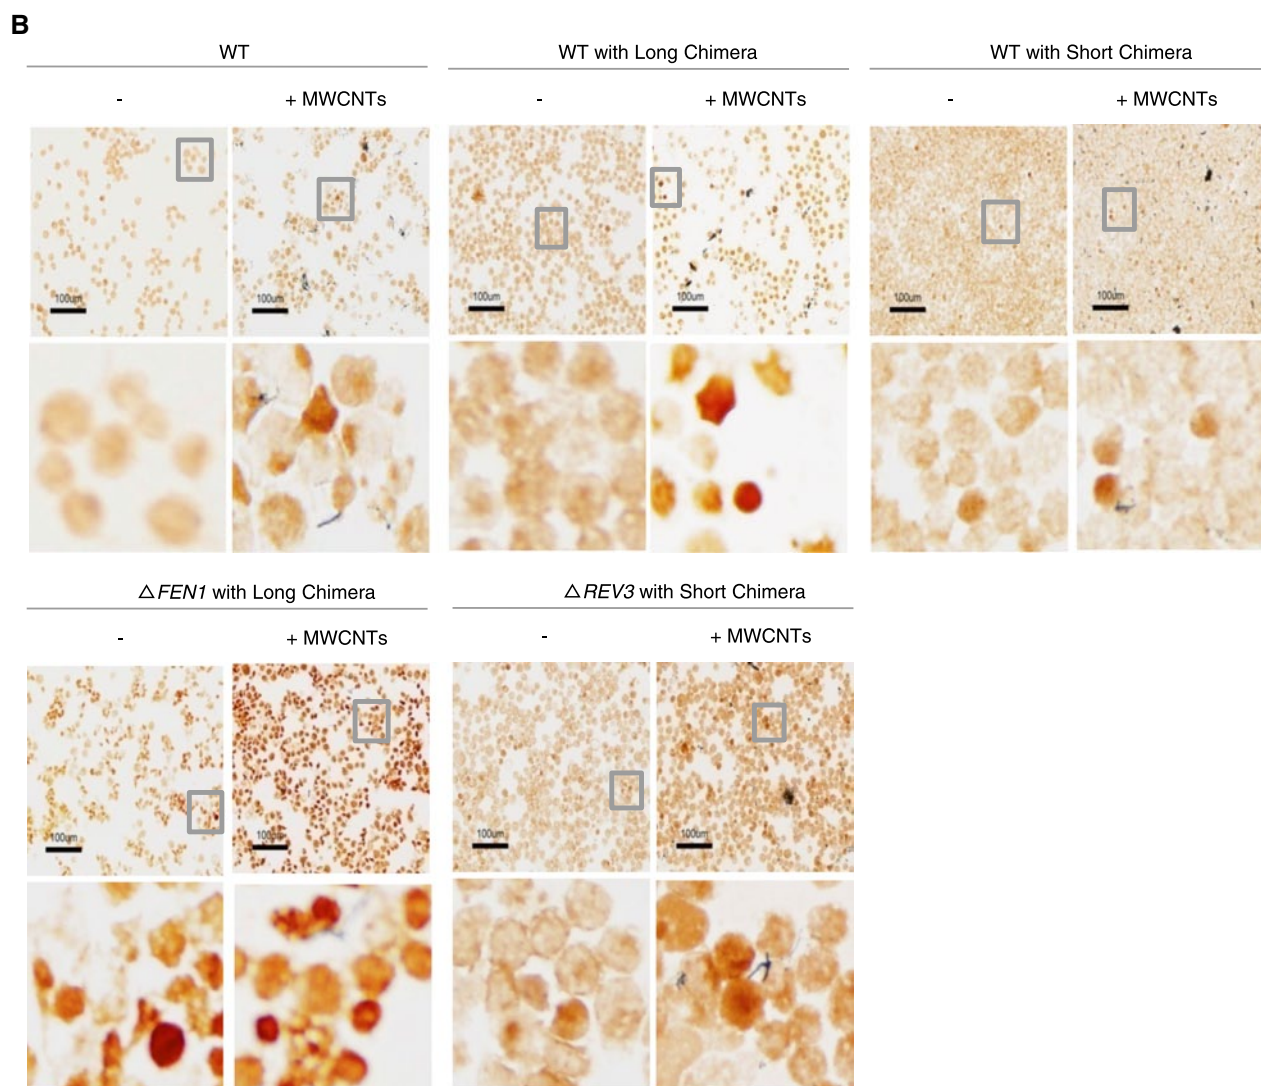 B
WT
WT with Long Chimera
WT with Short Chimera
-
+ MWCNTs
-
+ MWCNTs
-
+ MWCNTs
100um
100um
100um
100um
100um
100um
△FEN1 with Long Chimera
△REV3 with Short Chimera
-
+ MWCNTs
-
+ MWCNTs
100um
100um
100um
100um